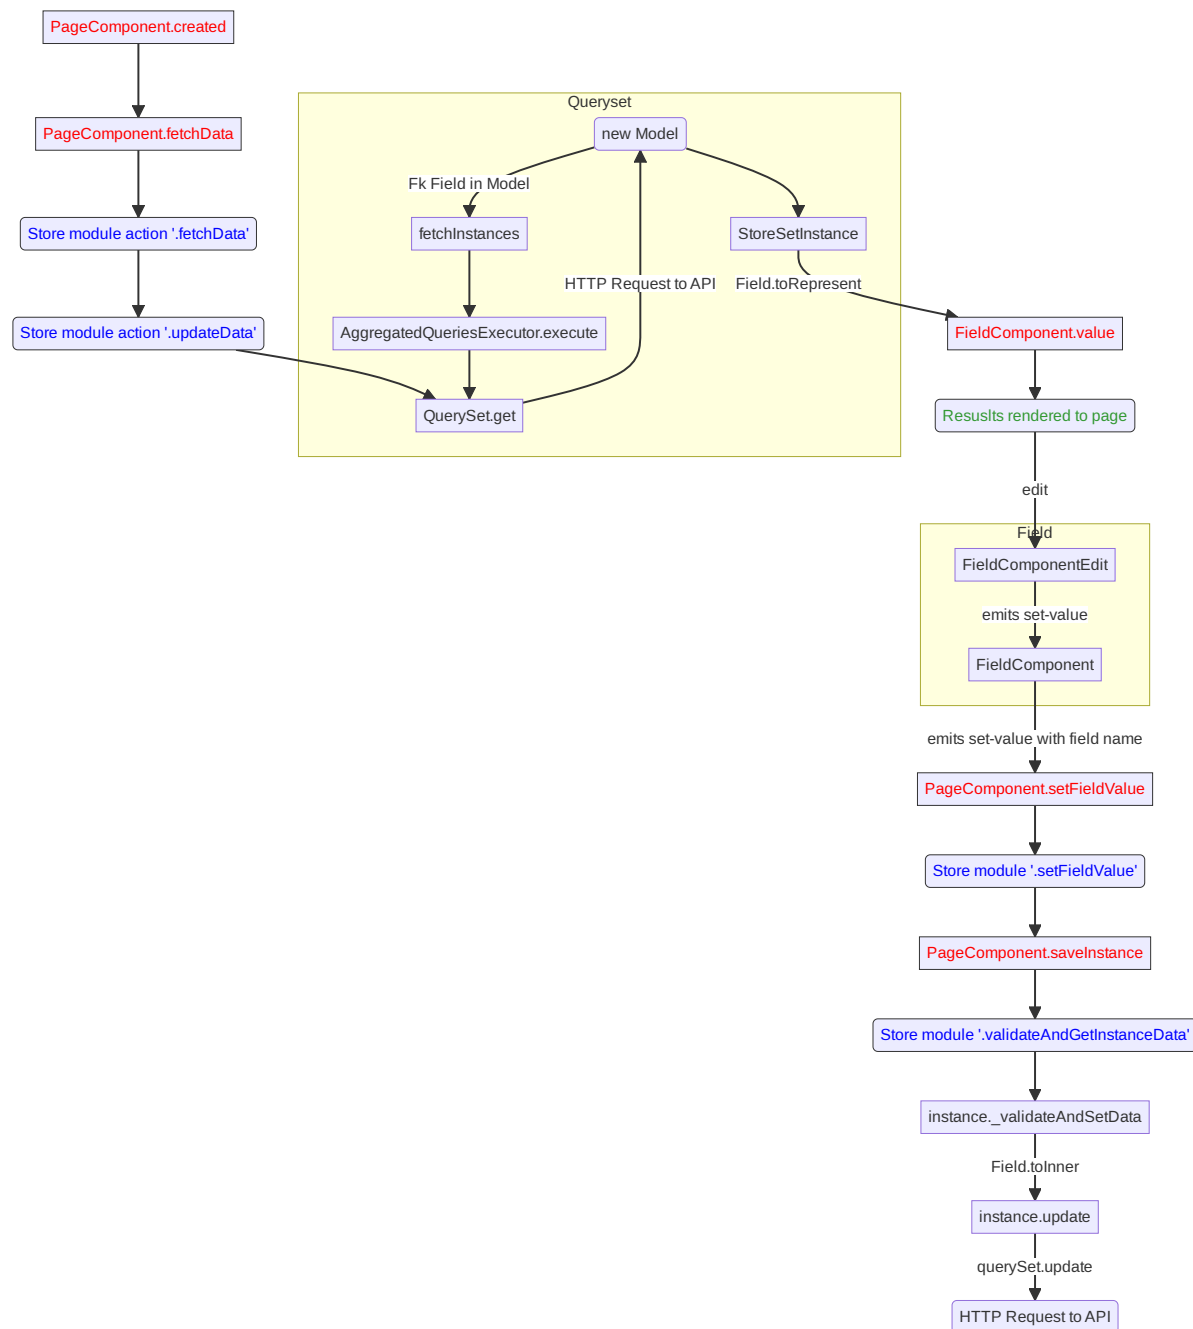 PageComponent.created
PageComponent.fetchData
Store module action '.fetchData'
Store module action '.updateData'
Queryset
new Model
Fk Field in Model
fetchInstances
StoreSetInstance
HTTP Request to API
Field.toRepresent
AggregatedQueriesExecutor.execute
FieldComponent.value
QuerySet.get
Resuslts rendered to page
edit
Field
FieldComponentEdit
emits set-value
FieldComponent
emits set-value with field name
PageComponent.setFieldValue
Store module '.setFieldValue'
PageComponent.saveInstance
Store module '.validateAndGetInstanceData'
instance._validateAndSetData
Field.toInner
instance.update
querySet.update
HTTP Request to API